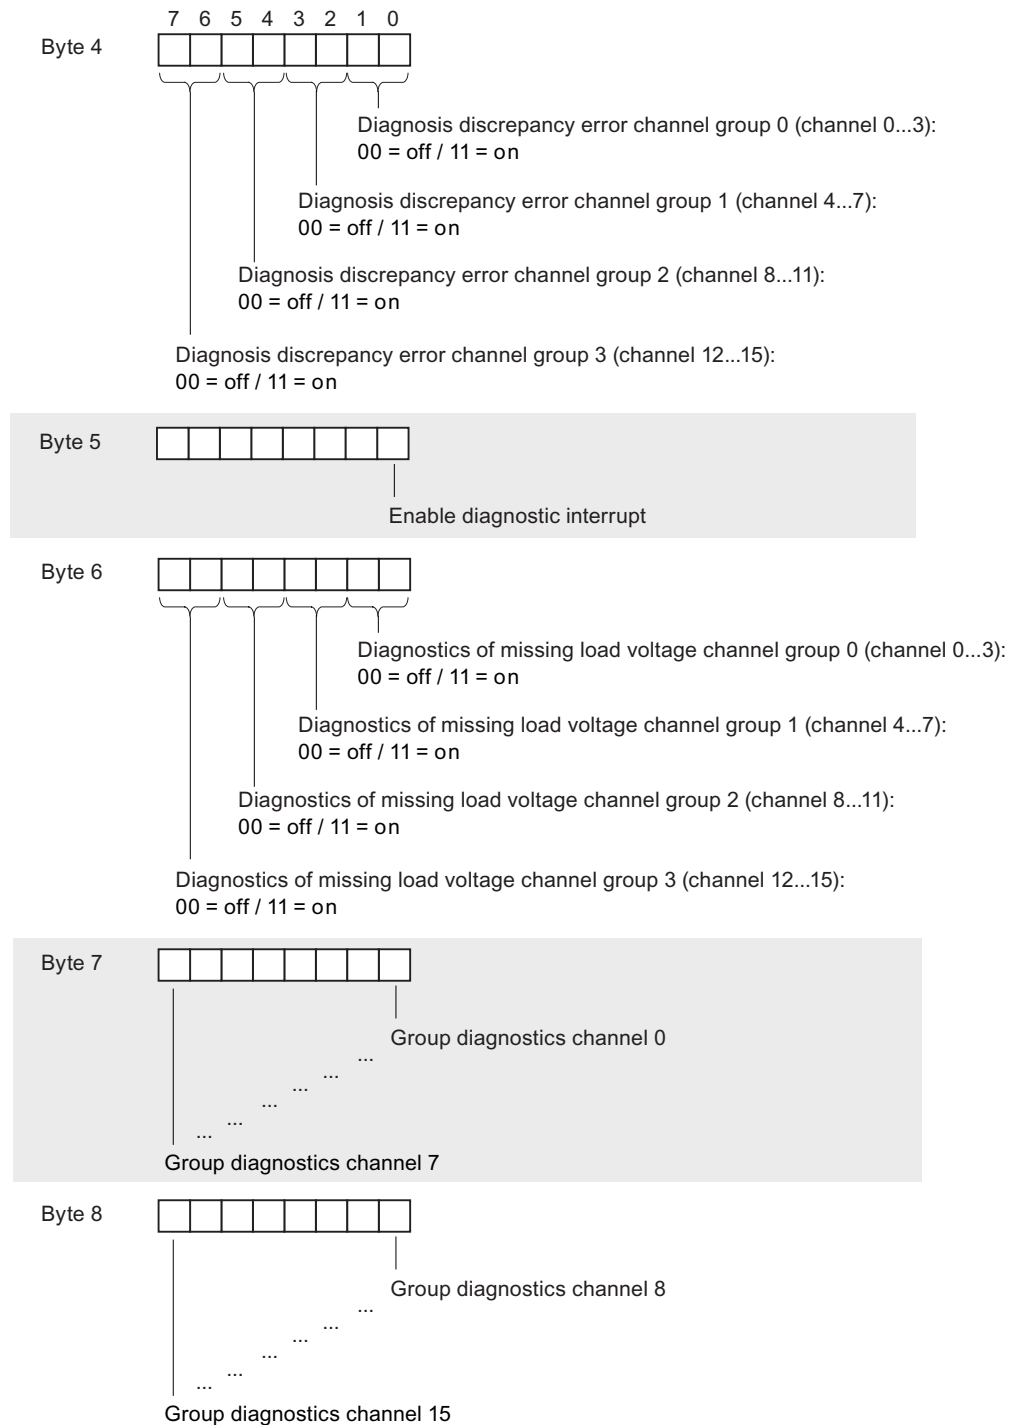 7 6 5 4 3 2 1 0
Byte 4
Diagnosis discrepancy error channel group 0 (channel 0...3):
00 = off / 11 = on
Diagnosis discrepancy error channel group 1 (channel 4...7):
00 = off / 11 = on
Diagnosis discrepancy error channel group 2 (channel 8...11):
00 = off / 11 = on
Diagnosis discrepancy error channel group 3 (channel 12...15):
00 = off / 11 = on
Byte 5
Enable diagnostic interrupt
Byte 6
Diagnostics of missing load voltage channel group 0 (channel 0...3):
00 = off / 11 = on
Diagnostics of missing load voltage channel group 1 (channel 4...7):
00 = off / 11 = on
Diagnostics of missing load voltage channel group 2 (channel 8...11):
00 = off / 11 = on
Diagnostics of missing load voltage channel group 3 (channel 12...15):
00 = off / 11 = on
Byte 7
Group diagnostics channel 0
...
...
...
...
...
...
Group diagnostics channel 7
Byte 8
Group diagnostics channel 8
...
...
...
...
...
...
Group diagnostics channel 15